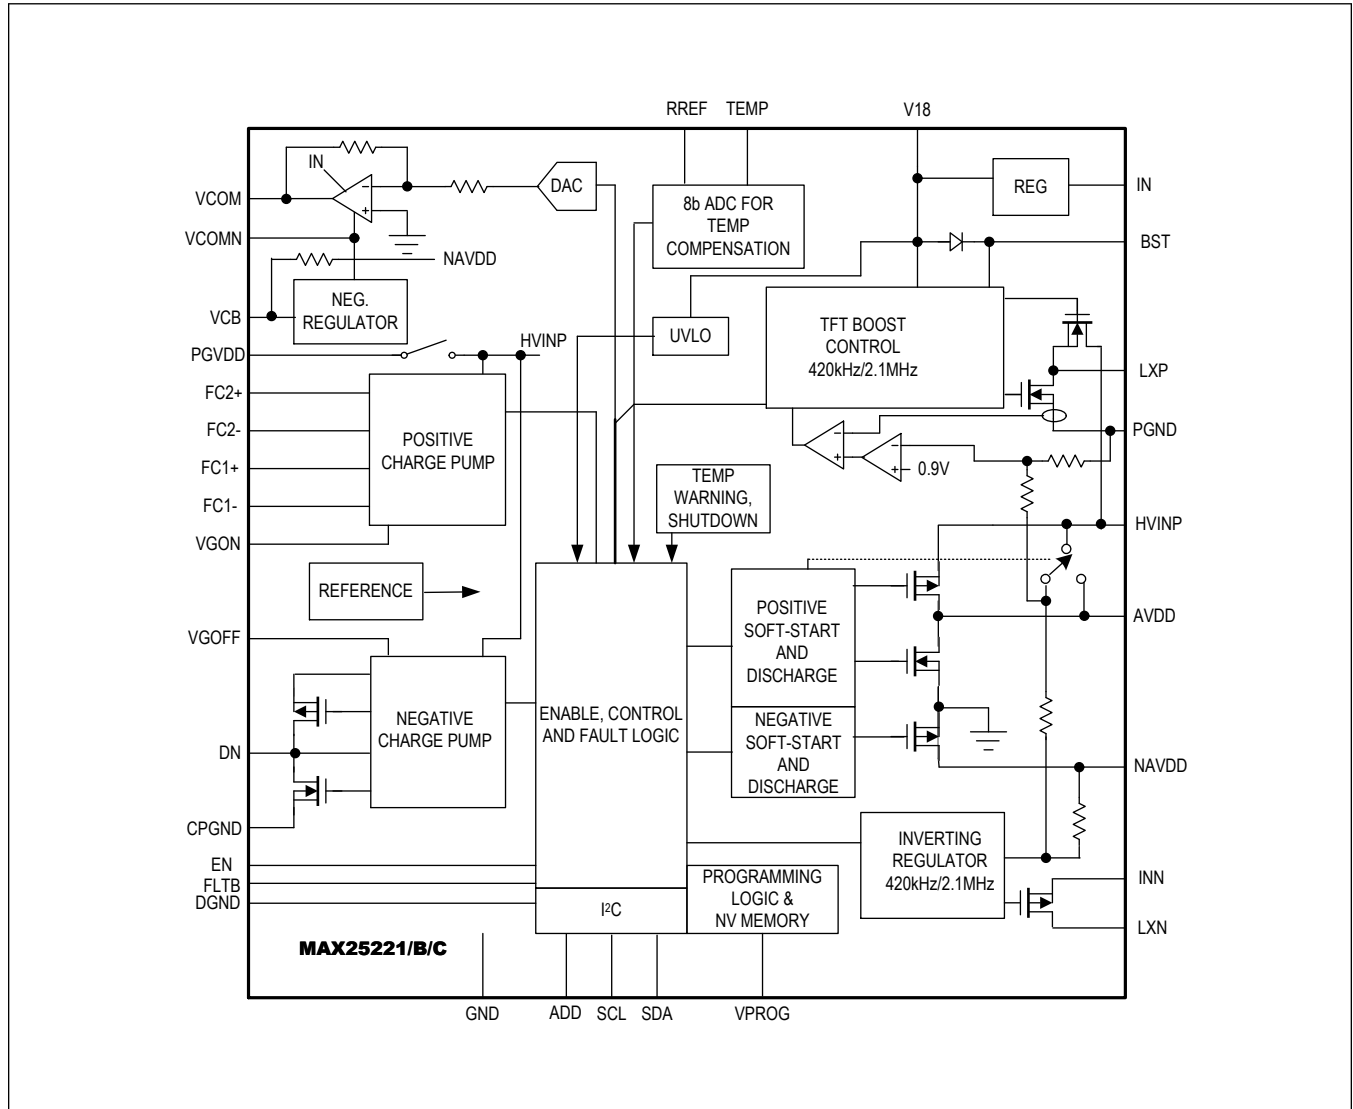 RREF TEMP V18
IN
DAC
REG
IN
VCOM
8b ADC FOR
TEMP
COMPENSATION
VCOMN
BST
NAVDD
NEG.
REGULATOR
VCB
TFT BOOST
CONTROL
420kHz/2.1MHz
UVLO
HVINP
PGVDD
LXP
FC2+
FC2-
POSITIVE
CHARGE PUMP
PGND
FC1+
0.9V
TEMP
WARNING,
SHUTDOWN
FC1-
HVINP
VGON
REFERENCE
POSITIVE
SOFT-START
AND
DISCHARGE
AVDD
VGOFF
NEGATIVE
CHARGE PUMP
ENABLE, CONTROL
AND FAULT LOGIC
NEGATIVE
SOFT-START
AND
DISCHARGE
DN
NAVDD
CPGND
INVERTING
REGULATOR
420kHz/2.1MHz
EN
FLTB
DGND
I²C
PROGRAMMING
LOGIC &
NV MEMORY
INN
LXN
MAX25221/B/C
GND ADD SCL SDA VPROG
- + - + - +